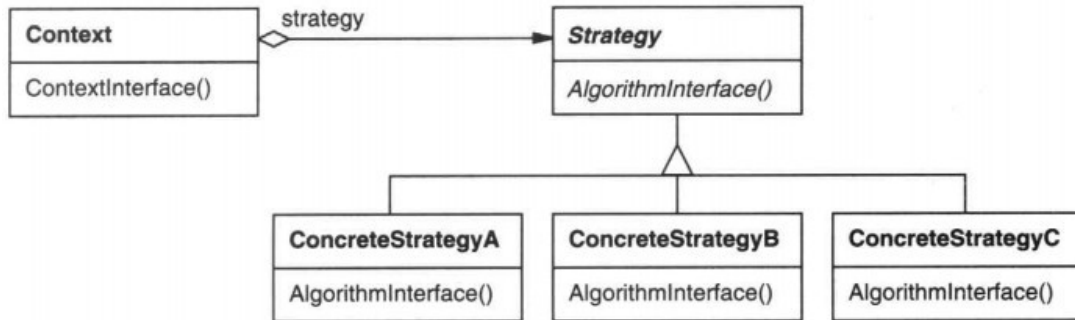 strategy
Context
Strategy
ContextInterface()
AlgorithmInterface()
ConcreteStrategyA
ConcreteStrategyB
ConcreteStrategyC
AlgorithmInterface()
AlgorithmInterface()
AlgorithmInterface()